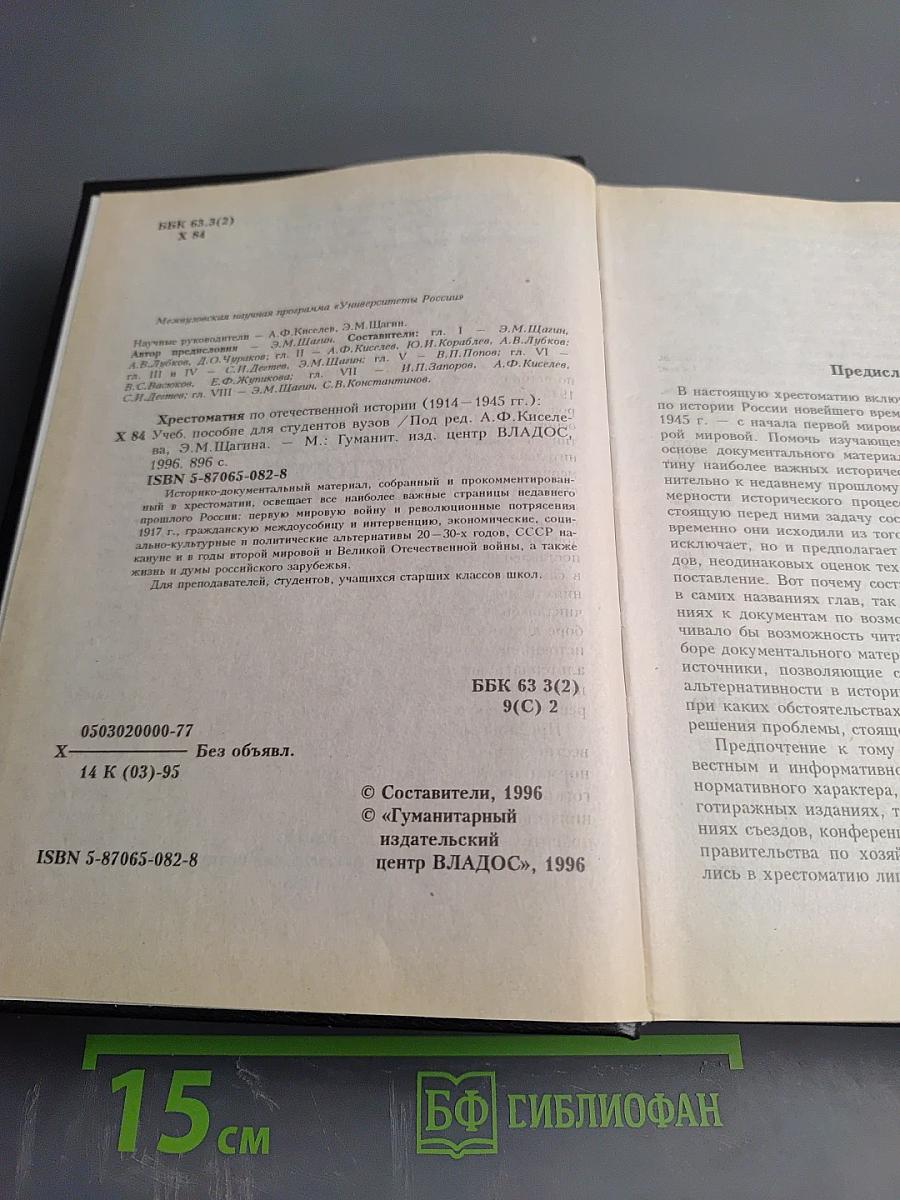 ББК 63.3(2)
Х 84
Межвузовская научная программа «Университеты России»
Научные руководители — А.Ф.Киселев, Э.М.Щагин.
Автор предисловия — Э.М.Щагин. Составители: гл. I — Э.М.Щагин,
А.В.Лубков, Д.О.Чураков; гл. II — А.Ф.Киселев, Ю.И.Кораблев, А.В.Лубков;
гл. III и IV — С.И.Дегтев, Э.М.Щагин; гл. V — В.П.Попов; гл. VI —
В.С.Васюков, Е.Ф.Жупикова; гл. VII — И.П.Запоров, А.Ф.Киселев,
С.И.Дегтев; гл. VIII — Э.М.Щагин, С.В.Константинов.
Хрестоматия по отечественной истории (1914—1945 гг.):
Х 84 Учеб. пособие для студентов вузов /Под ред. А.Ф.Киселе-
ва, Э.М.Щагина. — М.: Гуманит. изд. центр ВЛАДОС,
1996. 896 с.
ISBN 5-87065-082-8
Историко-документальный материал, собранный и прокомментирован-
ный в хрестоматии, освещает все наиболее важные страницы недавнего
прошлого России: первую мировую войну и революционные потрясения
1917 г., гражданскую междоусобицу и интервенцию, экономические, соци-
ально-культурные и политические альтернативы 20—30-х годов, СССР на-
кануне и в годы второй мировой и Великой Отечественной войны, а также
жизнь и думы российского зарубежья.
Для преподавателей, студентов, учащихся старших классов школ.
ББК 63 3(2)
9(С) 2
0503020000-77
Х Без объявл.
14 К (03)-95
© Составители, 1996
© «Гуманитарный
издательский
центр ВЛАДОС», 1996
ISBN 5-87065-082-8
Предисл
В настоящую хрестоматию включ
по истории России новейшего врем
1945 г. — с начала первой миров
рой мировой. Помочь изучающе
основе документального материал
тину наиболее важных историчес
нительно к недавнему прошлому
мерности исторического процес
стоящую перед ними задачу сос
временно они исходили из того
исключает, но и предполагает
дов, неодинаковых оценок тех
поставление. Вот почему сост
в самих названиях глав, так
ниях к документам по возмо
чивало бы возможность чита
боре документального матер
источники, позволяющие с
альтернативности в истори
при каких обстоятельствах
решения проблемы, стояще
Предпочтение к тому
вестным и информативно
нормативного характера,
готиражных изданиях, т
ниях съездов, конферен
правительства по хозяй
лись в хрестоматию ли
15 см
БФ ГИБЛИОФАН